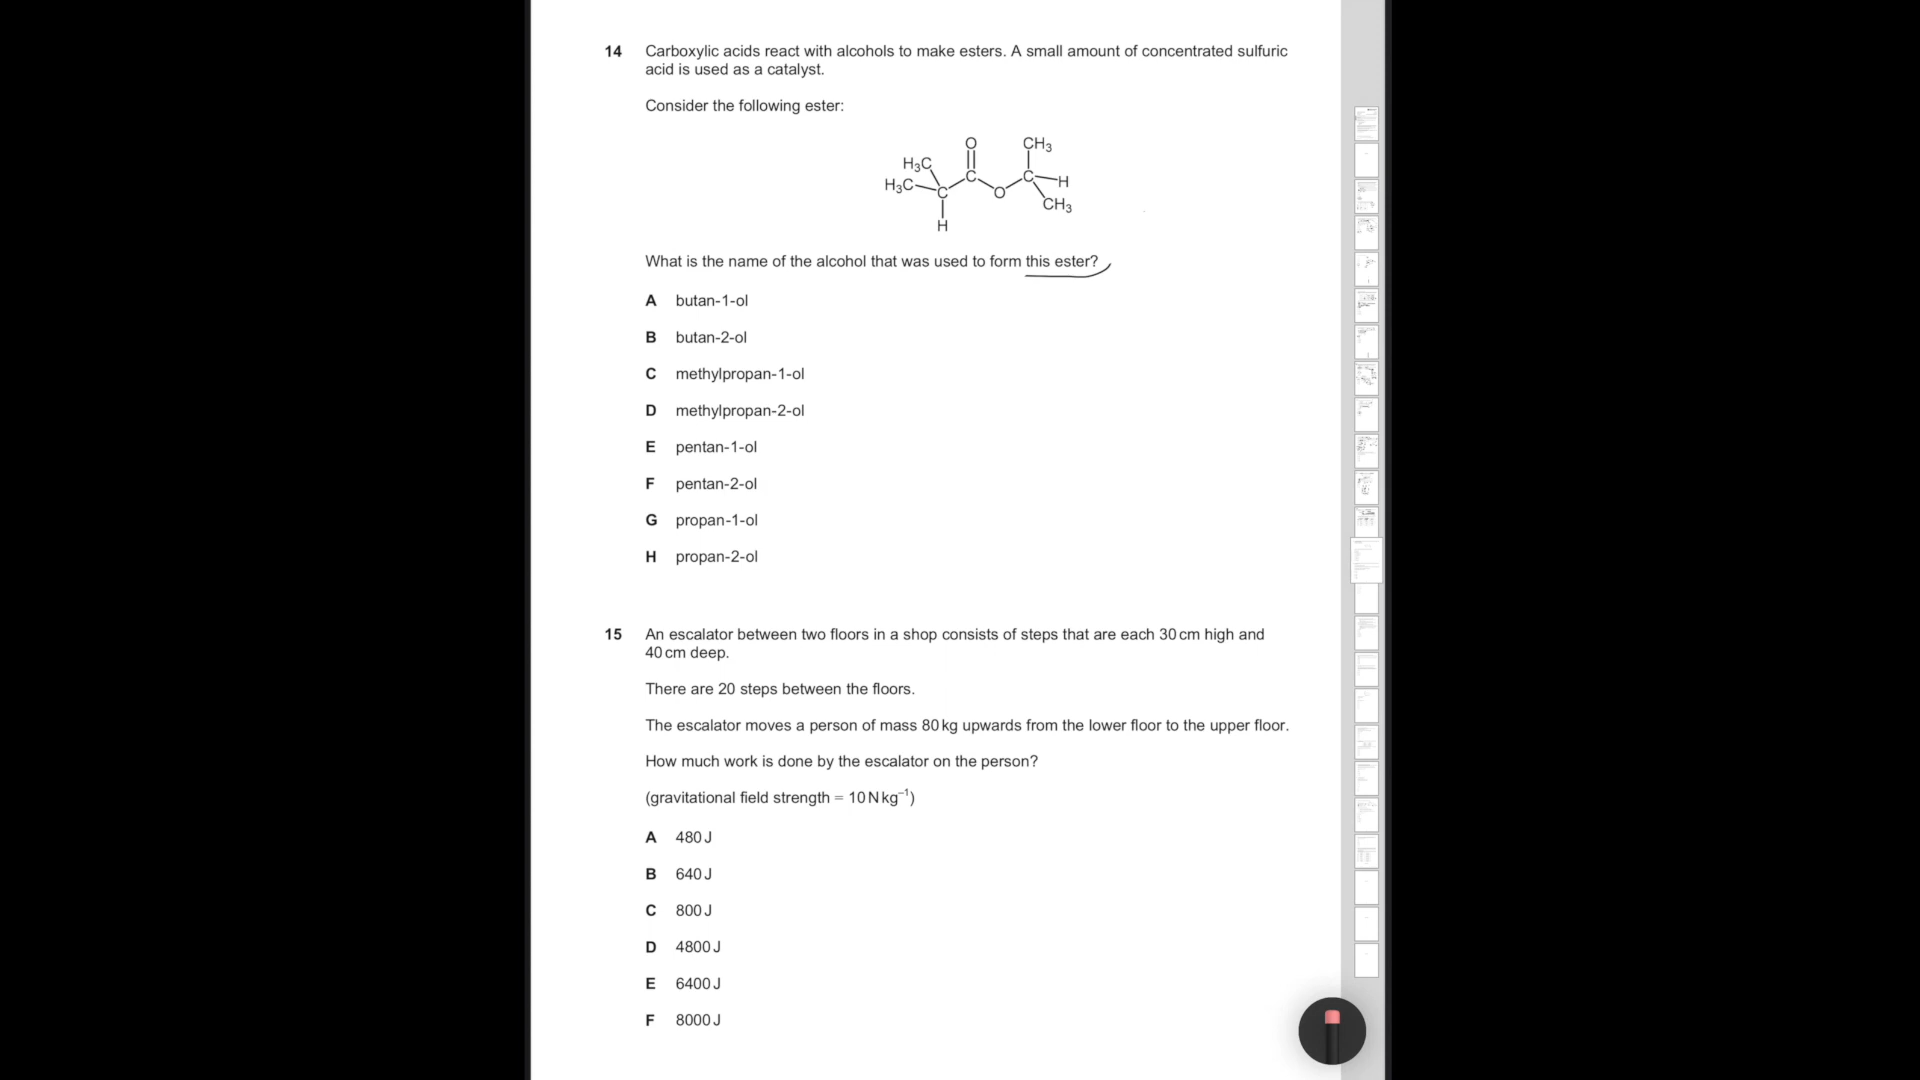 14 Carboxylic acids react with alcohols to make esters. A small amount of concentrated sulfuric
acid is used as a catalyst.
Consider the following ester:
O CH₃
H₃C
C C H
H₃C C O
CH₃
H
What is the name of the alcohol that was used to form this ester?
A butan-1-ol
B butan-2-ol
C methylpropan-1-ol
D methylpropan-2-ol
E pentan-1-ol
F pentan-2-ol
G propan-1-ol
H propan-2-ol
15 An escalator between two floors in a shop consists of steps that are each 30 cm high and
40 cm deep.
There are 20 steps between the floors.
The escalator moves a person of mass 80 kg upwards from the lower floor to the upper floor.
How much work is done by the escalator on the person?
(gravitational field strength = 10 N kg⁻¹)
A 480 J
B 640 J
C 800 J
D 4800 J
E 6400 J
F 8000 J